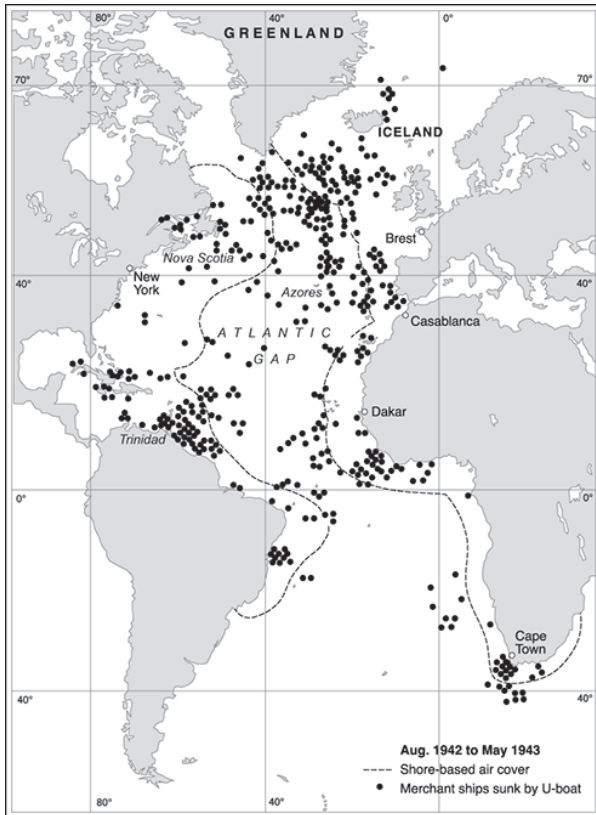 80°
40°
0°
GREENLAND
70°
70°
ICELAND
Brest
Nova Scotia
New
York
40°
40°
Azores
Casablanca
ATLANTIC
GAP
Dakar
Trinidad
0°
0°
Cape
Town
40°
40°
Aug. 1942 to May 1943
Shore-based air cover
Merchant ships sunk by U-boat
80°
40°